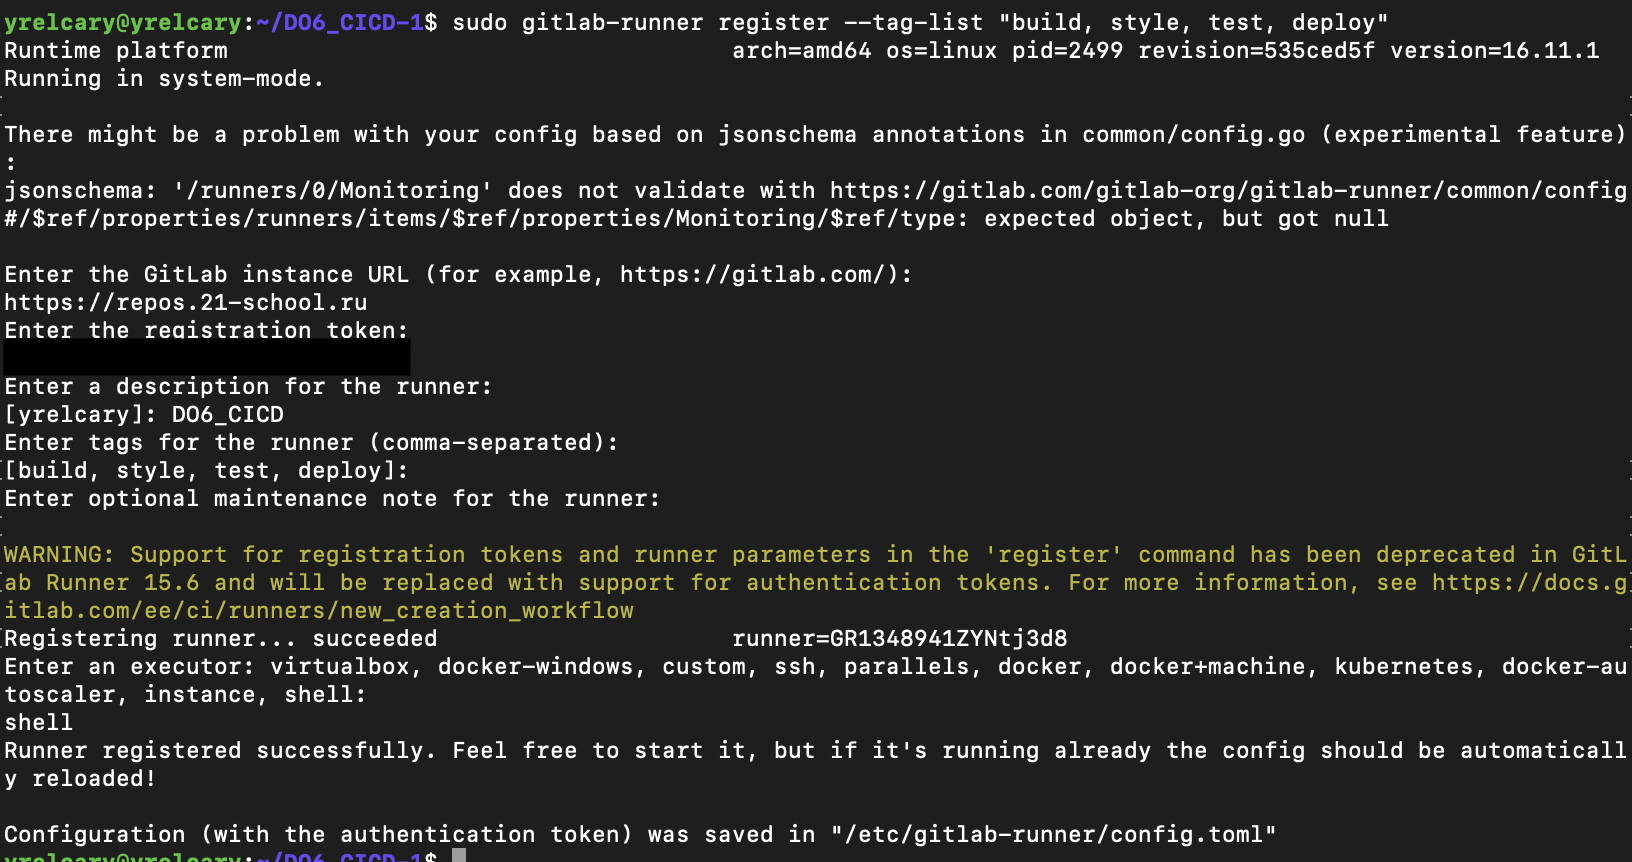 yrelcary@yrelcary:~/DO6_CICD-1$ sudo gitlab-runner register --tag-list "build, style, test, deploy"
Runtime platform                                    arch=amd64 os=linux pid=2499 revision=535ced5f version=16.11.1
Running in system-mode.
There might be a problem with your config based on jsonschema annotations in common/config.go (experimental feature)
:
jsonschema: '/runners/0/Monitoring' does not validate with https://gitlab.com/gitlab-org/gitlab-runner/common/config
#/$ref/properties/runners/items/$ref/properties/Monitoring/$ref/type: expected object, but got null
Enter the GitLab instance URL (for example, https://gitlab.com/):
https://repos.21-school.ru
Enter the registration token:
Enter a description for the runner:
[yrelcary]: DO6_CICD
Enter tags for the runner (comma-separated):
[build, style, test, deploy]:
Enter optional maintenance note for the runner:
WARNING: Support for registration tokens and runner parameters in the 'register' command has been deprecated in GitL
ab Runner 15.6 and will be replaced with support for authentication tokens. For more information, see https://docs.g
itlab.com/ee/ci/runners/new_creation_workflow
Registering runner... succeeded                     runner=GR1348941ZYNtj3d8
Enter an executor: virtualbox, docker-windows, custom, ssh, parallels, docker, docker+machine, kubernetes, docker-au
toscaler, instance, shell:
shell
Runner registered successfully. Feel free to start it, but if it's running already the config should be automaticall
y reloaded!
Configuration (with the authentication token) was saved in "/etc/gitlab-runner/config.toml"
yrelcary@yrelcary:~/DO6_CICD-1$